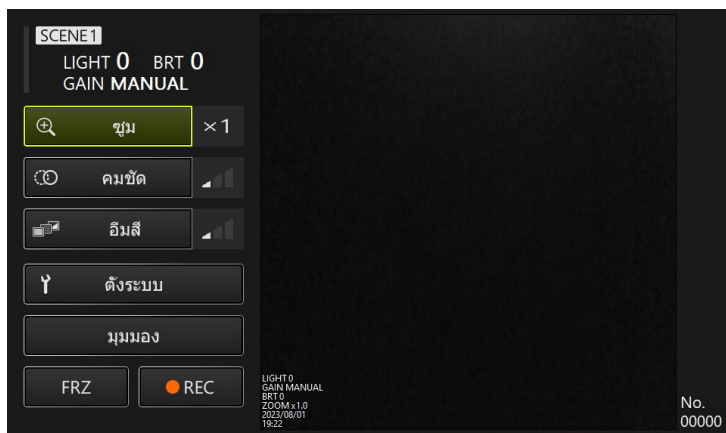 SCENE1
LIGHT 0 BRT 0
GAIN MANUAL
ซูม ×1
คมชัด
อิ่มสี
ตั้งระบบ
มุมมอง
FRZ REC
LIGHT 0
GAIN MANUAL
BRT 0
ZOOM x1.0
2023/08/01
19:22
No.
00000